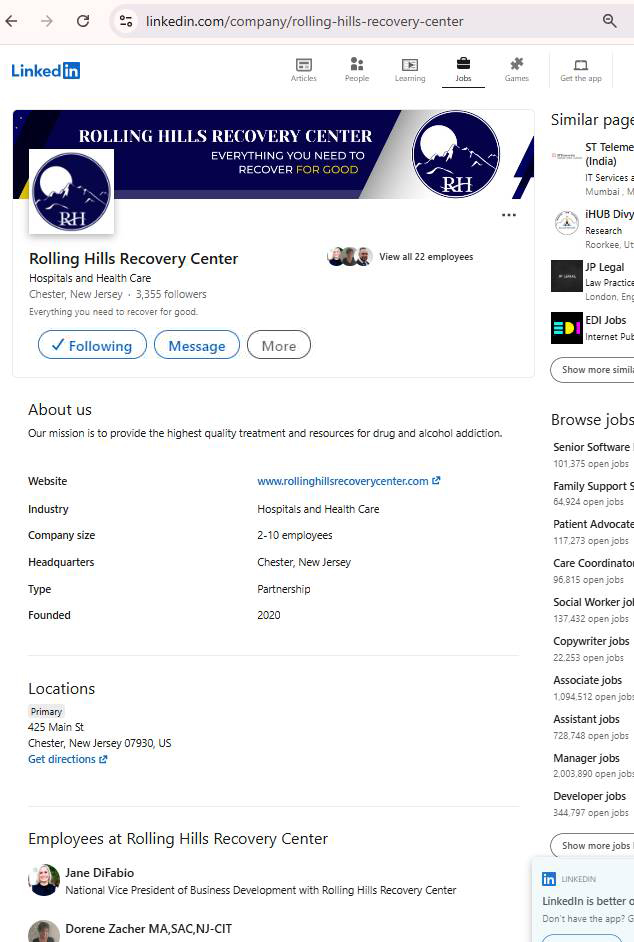 linkedin.com/company/rolling-hills-recovery-center
Linked in
Articles
People
Learning
Jobs
Games
Get the app
ROLLING HILLS RECOVERY CENTER
EVERYTHING YOU NEED TO
RECOVER FOR GOOD
RH
RH
Rolling Hills Recovery Center
View all 22 employees
Hospitals and Health Care
Chester, New Jersey · 3,355 followers
Everything you need to recover for good.
Following
Message
More
About us
Our mission is to provide the highest quality treatment and resources for drug and alcohol addiction.
Website
www.rollinghillsrecoverycenter.com
Industry
Hospitals and Health Care
Company size
2-10 employees
Headquarters
Chester, New Jersey
Type
Partnership
Founded
2020
Locations
Primary
425 Main St
Chester, New Jersey 07930, US
Get directions
Employees at Rolling Hills Recovery Center
Jane DiFabio
National Vice President of Business Development with Rolling Hills Recovery Center
Dorene Zacher MA,SAC,NJ-CIT
Similar page
ST Teleme
(India)
IT Services a
Mumbai , M
iHUB Divy
Research
Roorkee, Ut
JP LEGAL
JP Legal
Law Practice
London, Eng
EDI
EDI Jobs
Internet Pub
Show more simila
Browse jobs
Senior Software
101,375 open jobs
Family Support S
64,924 open jobs
Patient Advocate
117,273 open jobs
Care Coordinator
96,815 open jobs
Social Worker jol
137,432 open jobs
Copywriter jobs
22,253 open jobs
Associate jobs
1,094,512 open jobs
Assistant jobs
728,748 open jobs
Manager jobs
2,003,890 open jobs
Developer jobs
344,797 open jobs
Show more jobs
in LINKEDIN
LinkedIn is better o
Don't have the app? G